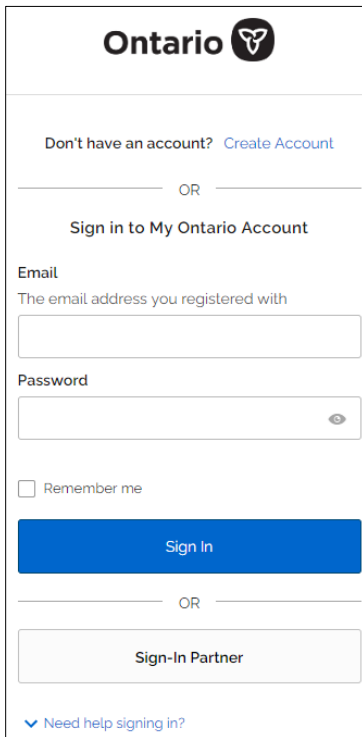 Ontario
Don't have an account? Create Account
OR
Sign in to My Ontario Account
Email
The email address you registered with
Password
Remember me
Sign In
OR
Sign-In Partner
Need help signing in?